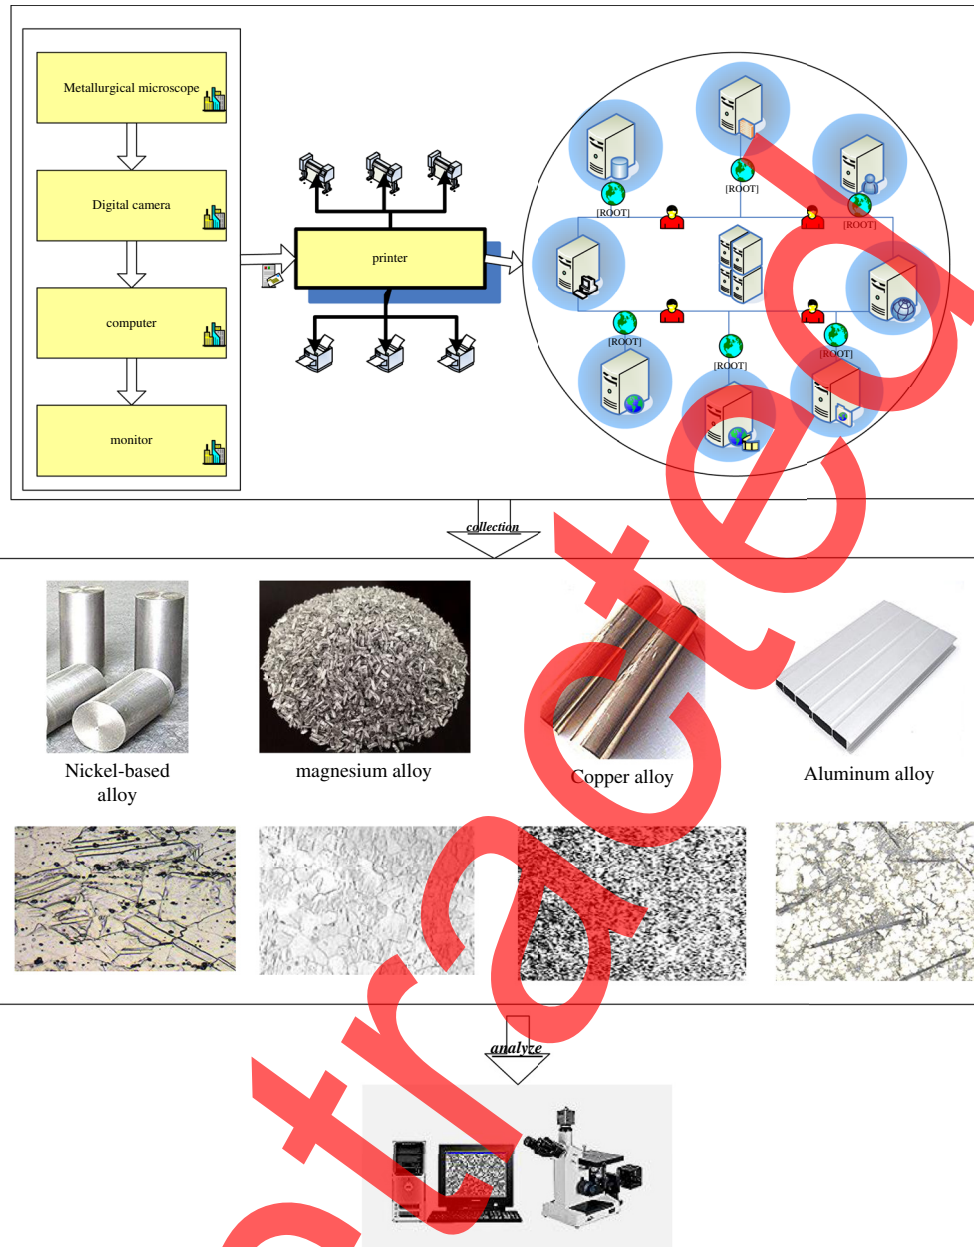 Metallurgical microscope
Digital camera
computer
monitor
printer
[ROOT]
[ROOT]
[ROOT]
[ROOT]
[ROOT]
[ROOT]
collection
Nickel-based
alloy
magnesium alloy
Copper alloy
Aluminum alloy
analyze